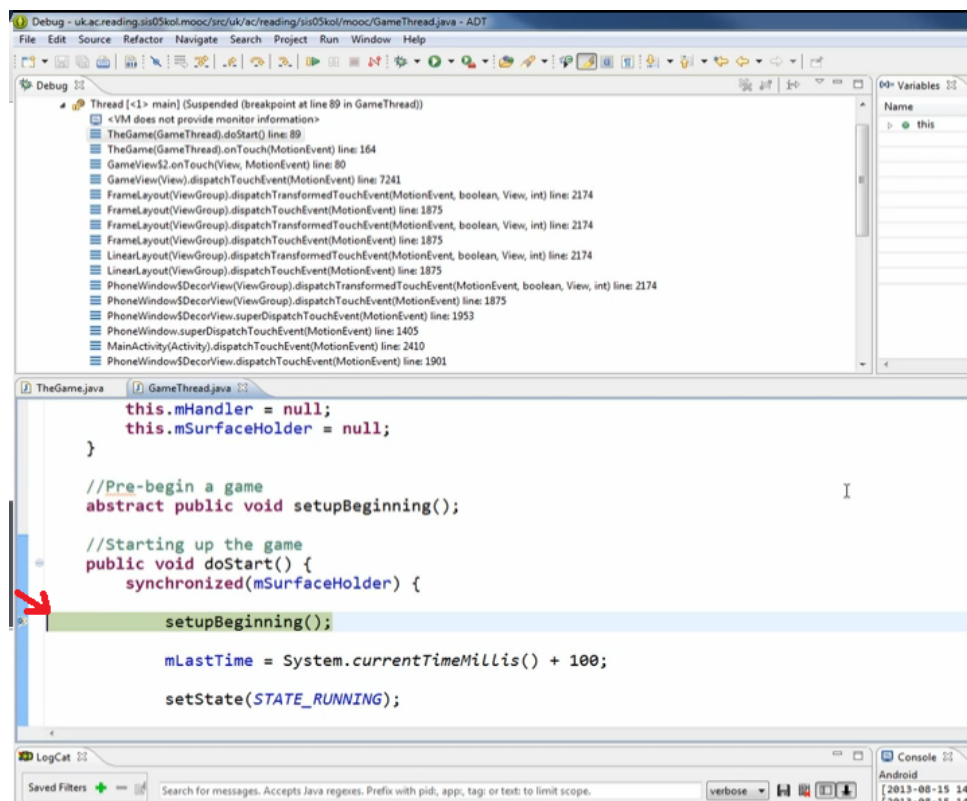 Debug - uk.ac.reading.sis05kol.mooc/src/uk/ac/reading/sis05kol/mooc/GameThread.java - ADT
File Edit Source Refactor Navigate Search Project Run Window Help
Debug
Variables
Thread [<1> main] (Suspended (breakpoint at line 89 in GameThread))
Name
<VM does not provide monitor information>
this
TheGame(GameThread).doStart() line: 89
TheGame(GameThread).onTouch(MotionEvent) line: 164
GameView$2.onTouch(View, MotionEvent) line: 80
GameView(View).dispatchTouchEvent(MotionEvent) line: 7241
FrameLayout(ViewGroup).dispatchTransformedTouchEvent(MotionEvent, boolean, View, int) line: 2174
FrameLayout(ViewGroup).dispatchTouchEvent(MotionEvent) line: 1875
FrameLayout(ViewGroup).dispatchTransformedTouchEvent(MotionEvent, boolean, View, int) line: 2174
FrameLayout(ViewGroup).dispatchTouchEvent(MotionEvent) line: 1875
LinearLayout(ViewGroup).dispatchTransformedTouchEvent(MotionEvent, boolean, View, int) line: 2174
LinearLayout(ViewGroup).dispatchTouchEvent(MotionEvent) line: 1875
PhoneWindow$DecorView(ViewGroup).dispatchTransformedTouchEvent(MotionEvent, boolean, View, int) line: 2174
PhoneWindow$DecorView(ViewGroup).dispatchTouchEvent(MotionEvent) line: 1875
PhoneWindow$DecorView.superDispatchTouchEvent(MotionEvent) line: 1953
PhoneWindow.superDispatchTouchEvent(MotionEvent) line: 1405
MainActivity(Activity).dispatchTouchEvent(MotionEvent) line: 2410
PhoneWindow$DecorView.dispatchTouchEvent(MotionEvent) line: 1901
TheGame.java GameThread.java
this.mHandler = null;
this.mSurfaceHolder = null;
}
//Pre-begin a game
abstract public void setupBeginning();
//Starting up the game
public void doStart() {
synchronized(mSurfaceHolder) {
setupBeginning();
mLastTime = System.currentTimeMillis() + 100;
setState(STATE_RUNNING);
LogCat
Console
Saved Filters
Search for messages. Accepts Java regexes. Prefix with pid:, app:, tag: or text: to limit scope.
verbose
Android
[2013-08-15 14